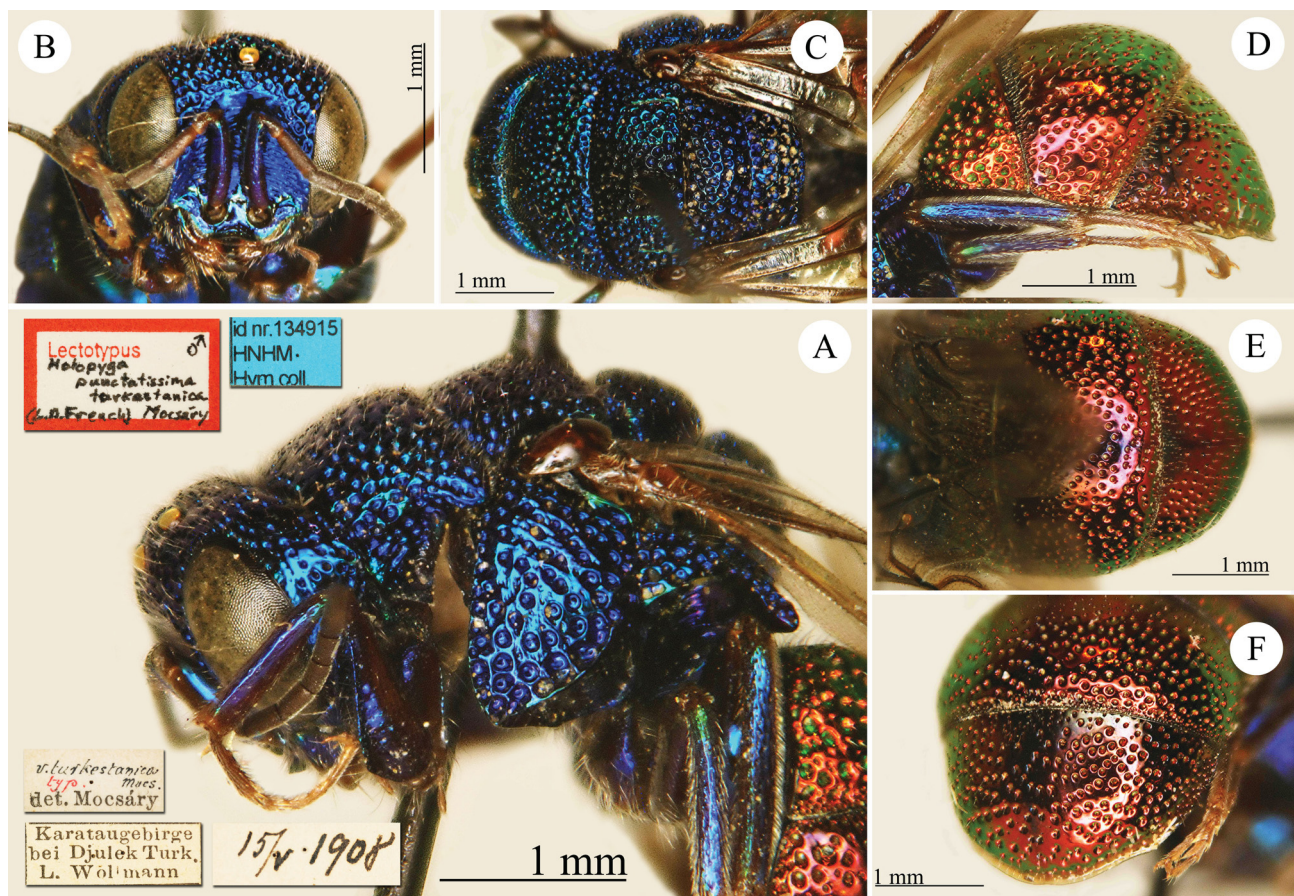 B
1 mm
C
1 mm
D
1 mm
Lectotypus ♂
Holopyga
punctatissima
turkestanica
(L.D. French) Mocsáry
id nr.134915
HNHM.
Hym coll.
A
E
1 mm
F
1 mm
v. turkestanica
typ. Mocs.
det. Mocsáry
Karataugebirge
bei Djulek Turk.
L. Wollmann
15/v. 1908
1 mm